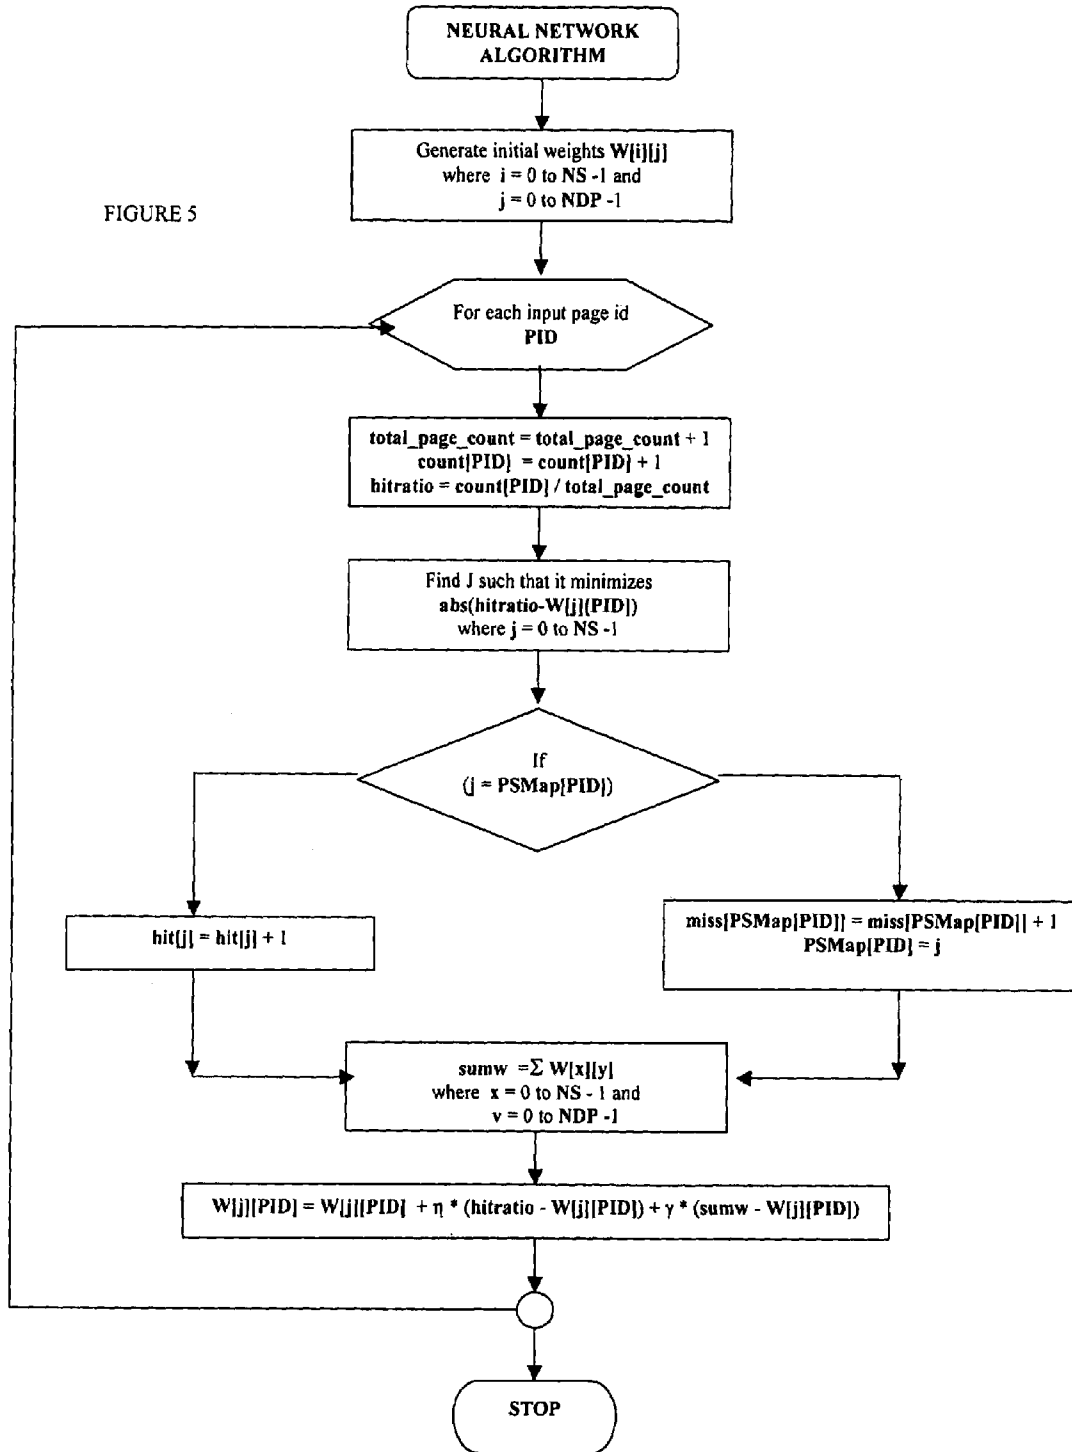 NEURAL NETWORK
ALGORITHM
Generate initial weights W[i][j]
where i = 0 to NS -1 and
j = 0 to NDP -1
FIGURE 5
For each input page id
PID
total_page_count = total_page_count + 1
count[PID] = count[PID] + 1
hitratio = count[PID] / total_page_count
Find J such that it minimizes
abs(hitratio-W[j][PID])
where j = 0 to NS -1
If
(j = PSMap[PID])
hit[j] = hit[j] + 1
miss[PSMap[PID]] = miss[PSMap[PID]] + 1
PSMap[PID] = j
sumw =Σ W[x][y]
where x = 0 to NS - 1 and
y = 0 to NDP -1
W[j][PID] = W[j][PID] + η * (hitratio - W[j][PID]) + γ * (sumw - W[j][PID])
STOP